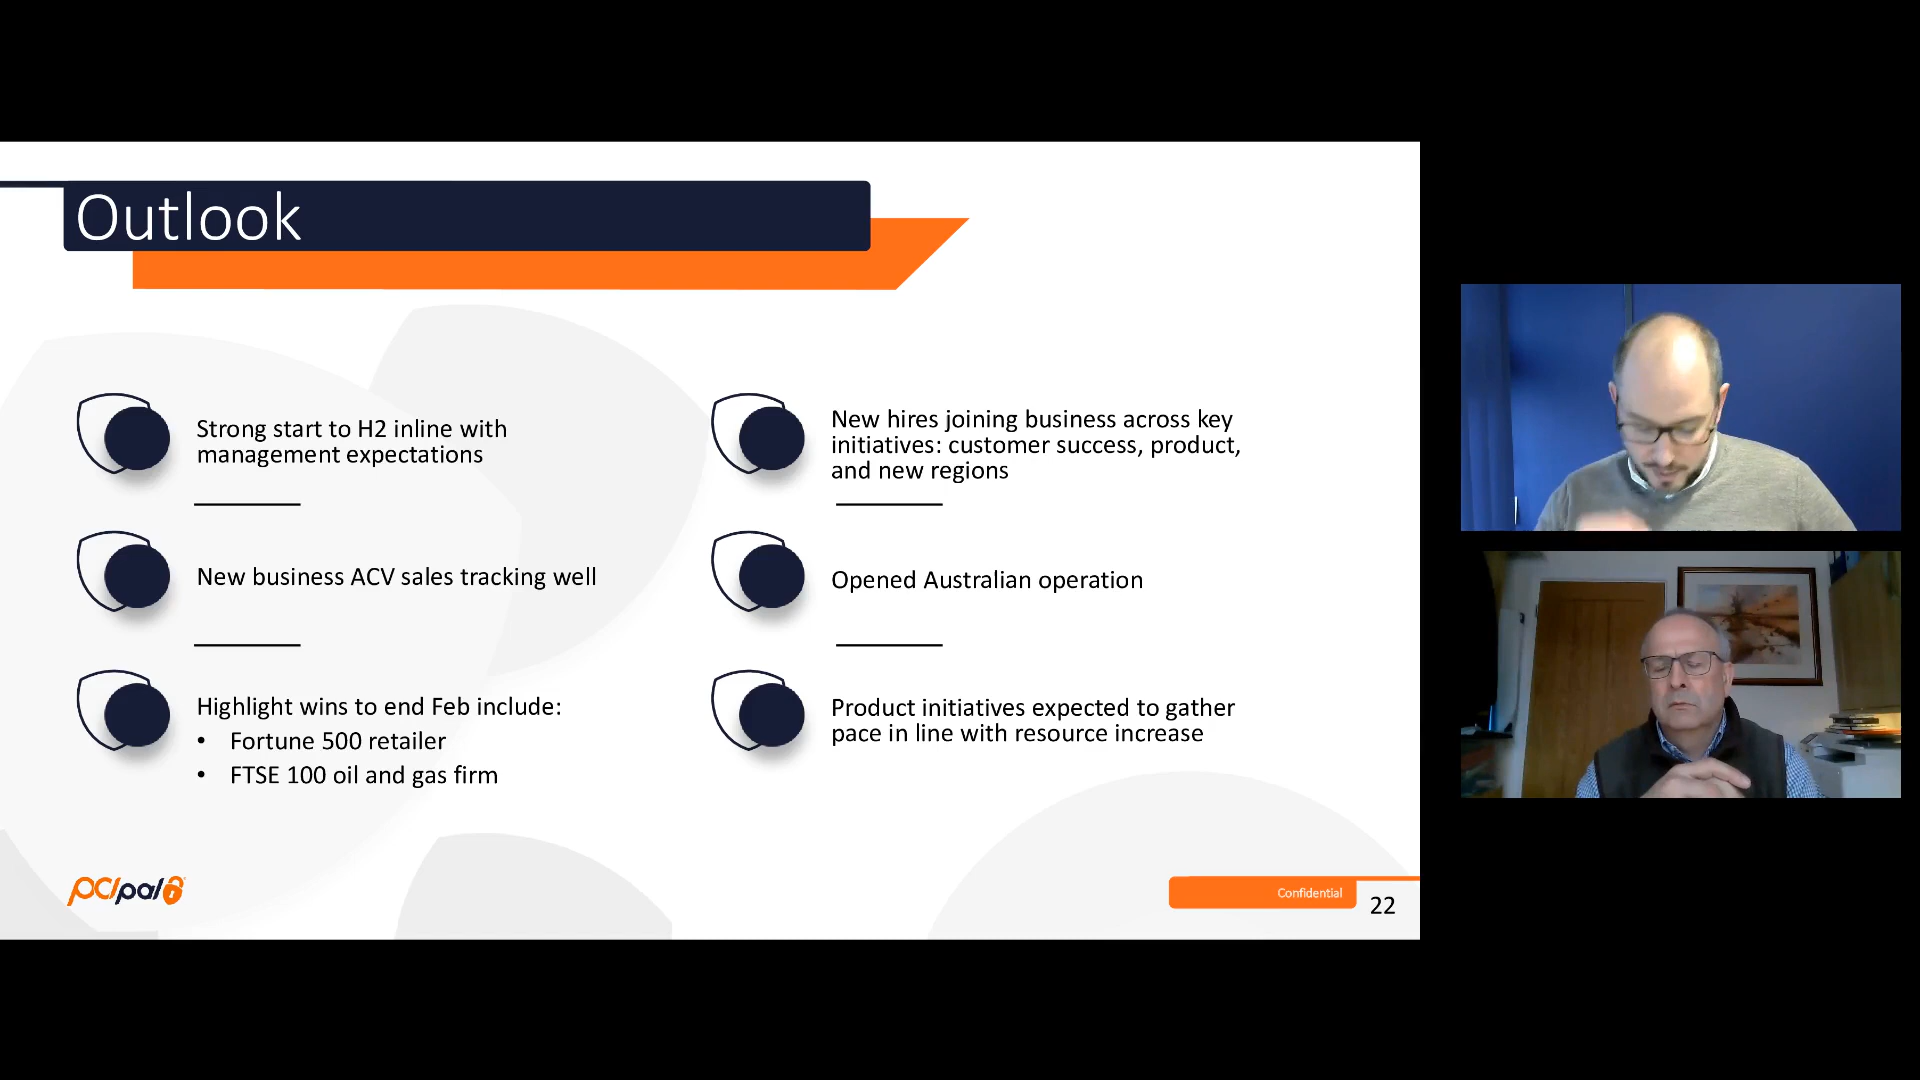 Outlook
Strong start to H2 inline with
management expectations
New business ACV sales tracking well
Highlight wins to end Feb include:
• Fortune 500 retailer
• FTSE 100 oil and gas firm
New hires joining business across key
initiatives: customer success, product,
and new regions
Opened Australian operation
Product initiatives expected to gather
pace in line with resource increase
pcipal
Confidential
22